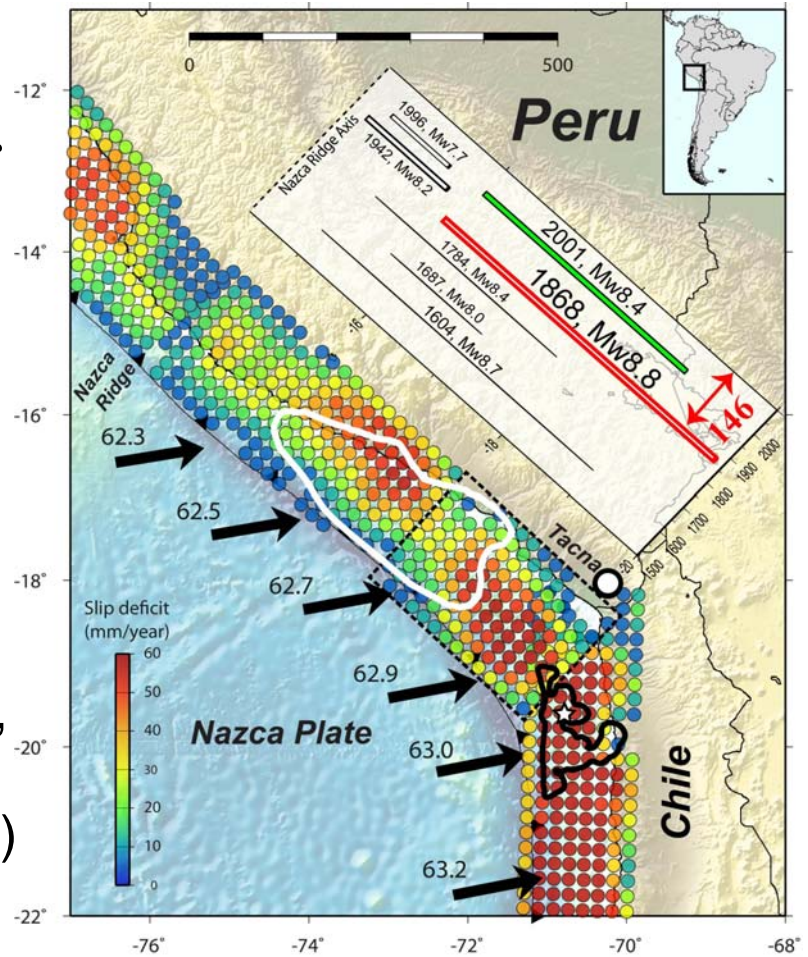 0
500
-12°
-14°
-16°
-18°
-20°
-22°
-76°
-74°
-72°
-70°
-68°
Peru
Nazca Ridge Axis
1996, Mw7.7
1942, Mw8.2
2001, Mw8.4
1868, Mw8.8
1784, Mw8.4
1687, Mw8.0
1604, Mw8.7
146
-16
-18
-20
1500
1600
1700
1800
1900
2000
Tacna
Nazca
Ridge
62.3
62.5
62.7
62.9
63.0
63.2
Slip deficit
(mm/year)
60
50
40
30
20
10
0
Nazca Plate
Chile
.
,
)